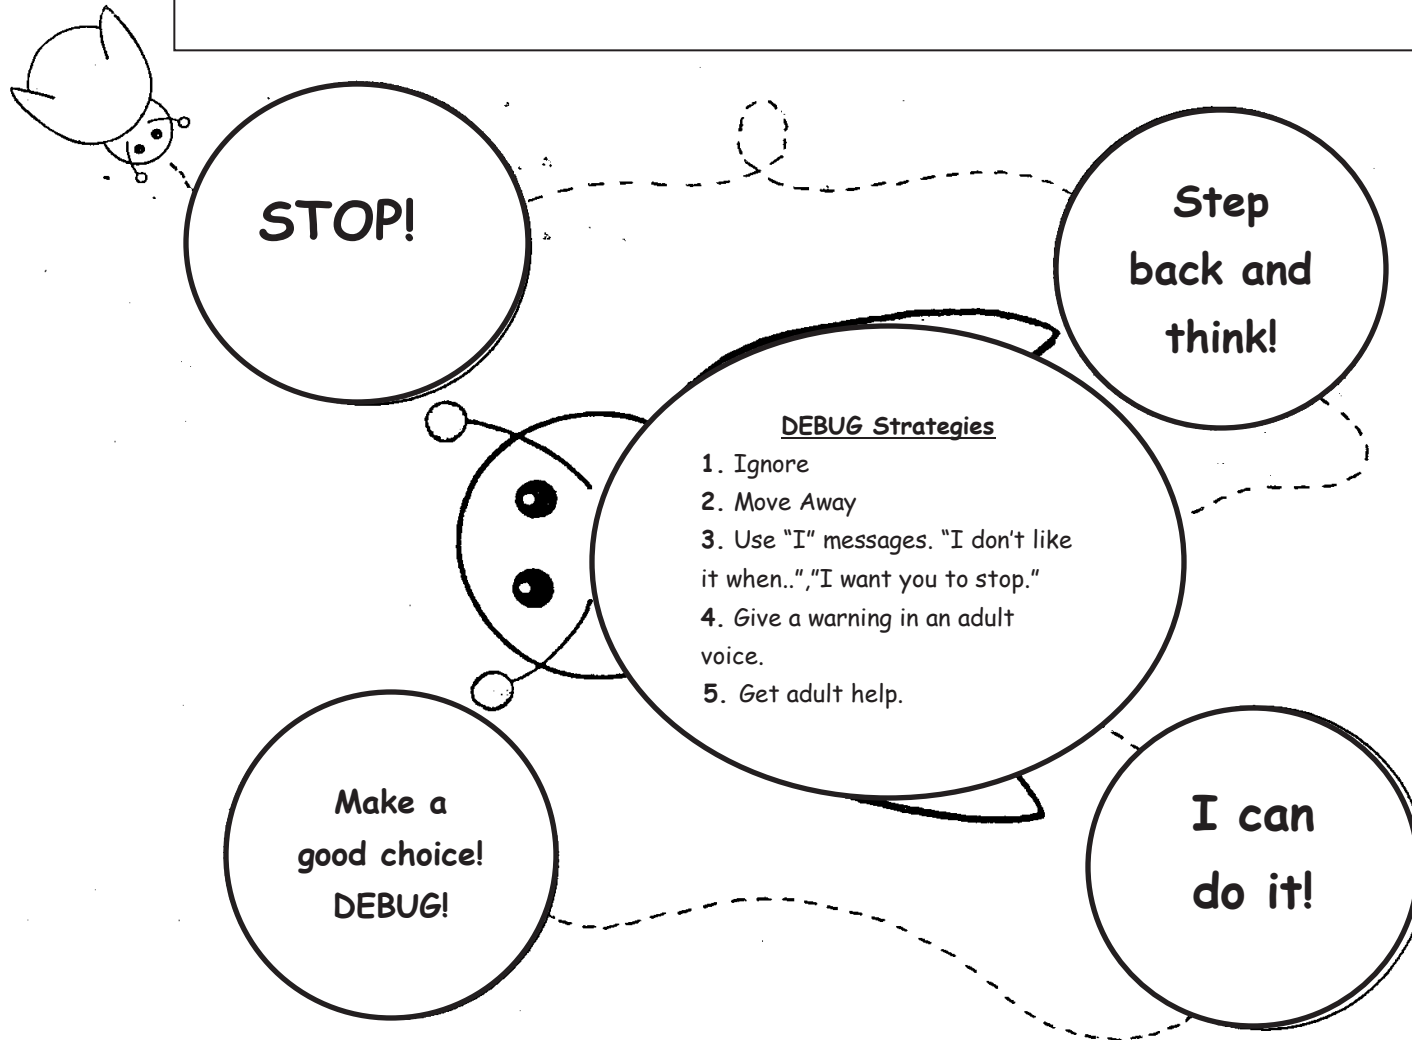 STOP!
Step
back and
think!
DEBUG Strategies
1. Ignore
2. Move Away
3. Use “I” messages. “I don’t like
it when..”,”I want you to stop.”
4. Give a warning in an adult
voice.
5. Get adult help.
I can
do it!
Make a
good choice!
DEBUG!